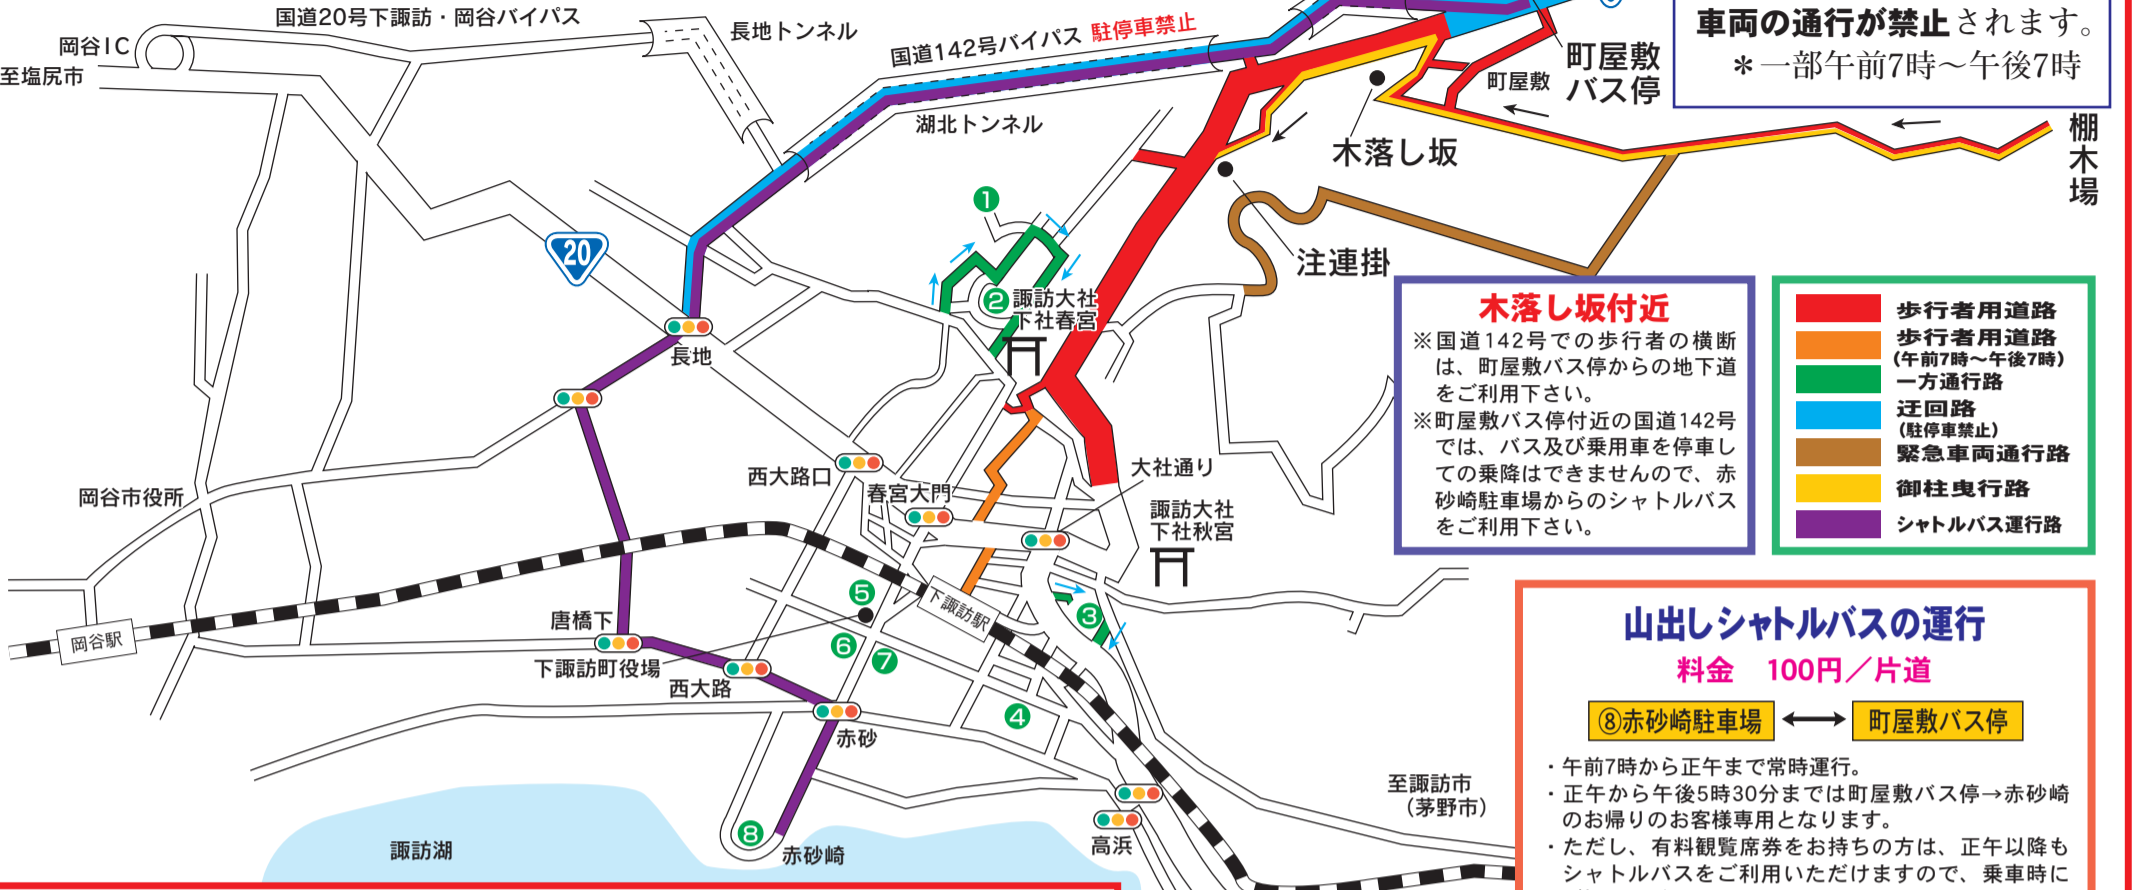 国道20号下諏訪・岡谷バイパス
岡谷IC
至塩尻市
長地トンネル
国道142号バイパス 駐停車禁止
湖北トンネル
町屋敷
バス停
町屋敷
車両の通行が禁止されます。
＊一部午前7時〜午後7時
棚木場
木落し坂
注連掛
20
長地
❶
❷
諏訪大社
下社春宮
木落し坂付近
※国道142号での歩行者の横断
は、町屋敷バス停からの地下道
をご利用下さい。
※町屋敷バス停付近の国道142号
では、バス及び乗用車を停車し
ての乗降はできませんので、赤
砂崎駐車場からのシャトルバス
をご利用下さい。
歩行者用道路
歩行者用道路
(午前7時〜午後7時)
一方通行路
迂回路
(駐停車禁止)
緊急車両通行路
御柱曳行路
シャトルバス運行路
西大路口
春宮大門
大社通り
諏訪大社
下社秋宮
岡谷市役所
岡谷駅
下諏訪駅
唐橋下
下諏訪町役場
西大路
赤砂
❸
❹
❺
❻
❼
❽
赤砂崎
諏訪湖
高浜
至諏訪市
（茅野市）
山出しシャトルバスの運行
料金　100円／片道
⑧赤砂崎駐車場 ⟷ 町屋敷バス停
・午前7時から正午まで常時運行。
・正午から午後5時30分までは町屋敷バス停→赤砂崎
のお帰りのお客様専用となります。
・ただし、有料観覧席券をお持ちの方は、正午以降も
シャトルバスをご利用いただけますので、乗車時に